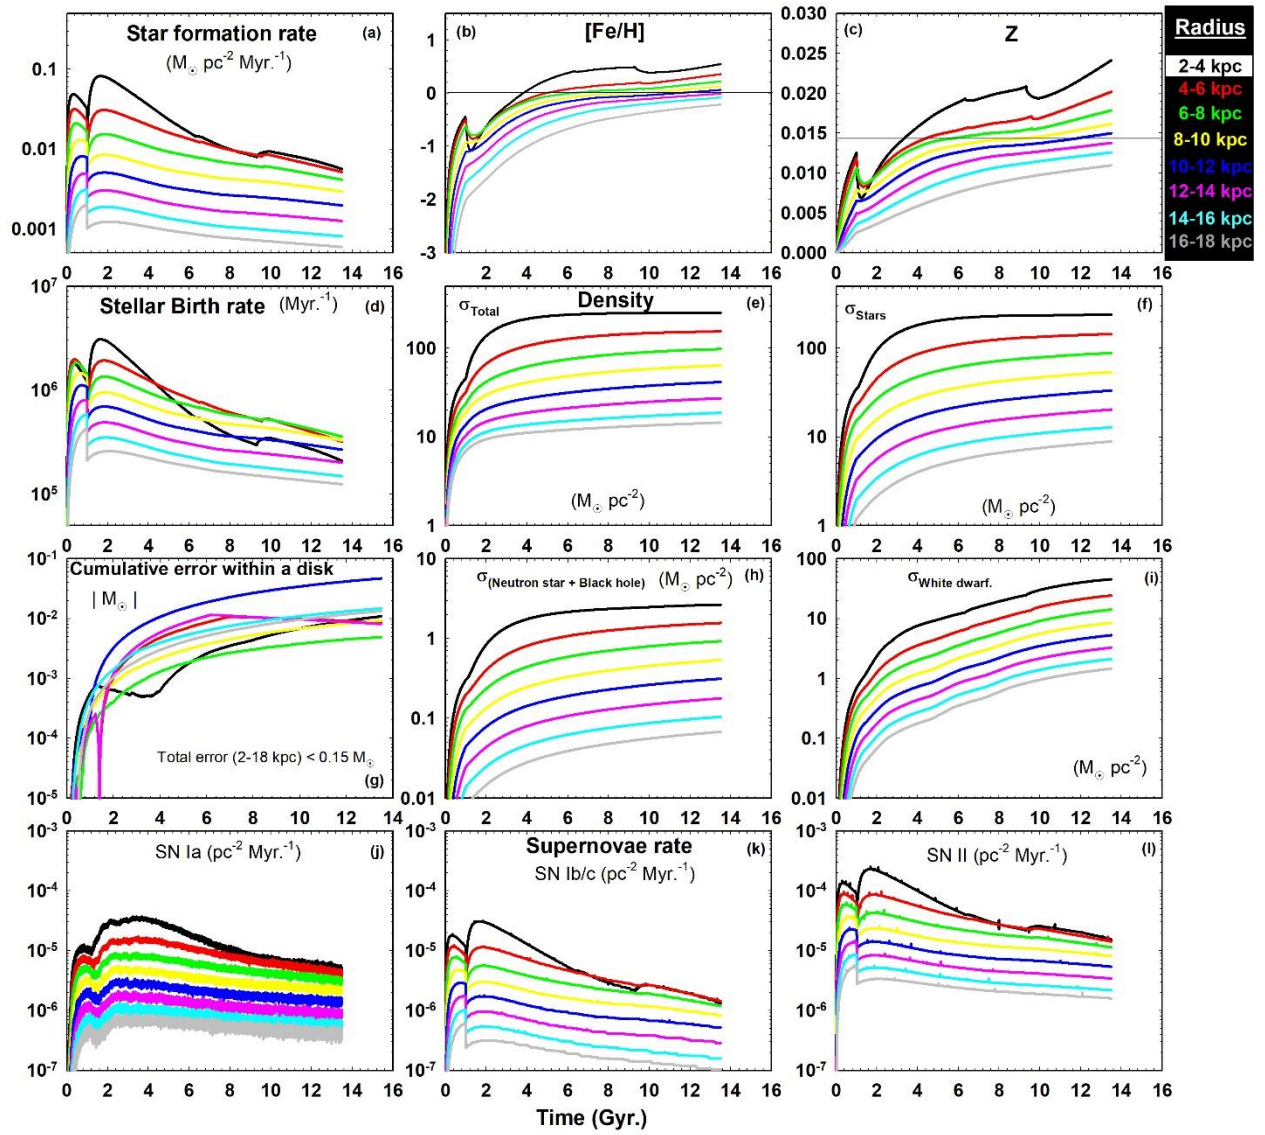 Star formation rate (a)
(M☉ pc-2 Myr.-1)
0.1
0.01
0.001
0 2 4 6 8 10 12 14 16
(b) [Fe/H]
1
0
-1
-2
-3
0 2 4 6 8 10 12 14 16
(c) Z
0.030
0.025
0.020
0.015
0.010
0.005
0.000
0 2 4 6 8 10 12 14 16
Radius
2-4 kpc
4-6 kpc
6-8 kpc
8-10 kpc
10-12 kpc
12-14 kpc
14-16 kpc
16-18 kpc
Stellar Birth rate (Myr.-1) (d)
10^7
10^6
10^5
0 2 4 6 8 10 12 14 16
Density (e)
σTotal
100
10
1
(M☉ pc-2)
0 2 4 6 8 10 12 14 16
(f)
σStars
100
10
1
(M☉ pc-2)
0 2 4 6 8 10 12 14 16
Cumulative error within a disk
| M☉ |
10-1
10-2
10-3
10-4
10-5
Total error (2-18 kpc) < 0.15 M☉
(g)
0 2 4 6 8 10 12 14
σ(Neutron star + Black hole) (M☉ pc-2) (h)
10
1
0.1
0.01
0 2 4 6 8 10 12 14 16
σWhite dwarf. (i)
100
10
1
0.1
0.01
(M☉ pc-2)
0 2 4 6 8 10 12 14 16
SN Ia (pc-2 Myr.-1) (j)
10-3
10-4
10-5
10-6
10-7
0 2 4 6 8 10 12 14 16
Supernovae rate (k)
SN Ib/c (pc-2 Myr.-1)
10-3
10-4
10-5
10-6
10-7
0 2 4 6 8 10 12 14 16
SN II (pc-2 Myr.-1) (l)
10-3
10-4
10-5
10-6
10-7
0 2 4 6 8 10 12 14 16
Time (Gyr.)